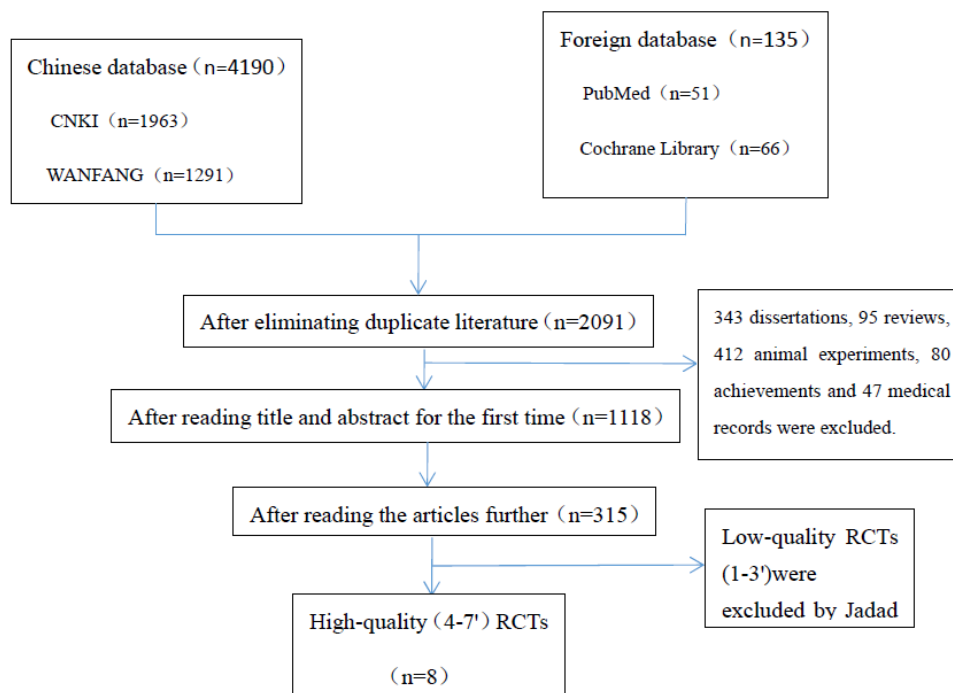 Chinese database（n=4190）
CNKI（n=1963）
WANFANG（n=1291）
Foreign database（n=135）
PubMed（n=51）
Cochrane Library（n=66）
After eliminating duplicate literature（n=2091）
343 dissertations, 95 reviews,
412 animal experiments, 80
achievements and 47 medical
records were excluded.
After reading title and abstract for the first time（n=1118）
After reading the articles further（n=315）
Low-quality RCTs
(1-3')were
excluded by Jadad
High-quality（4-7'）RCTs
（n=8）